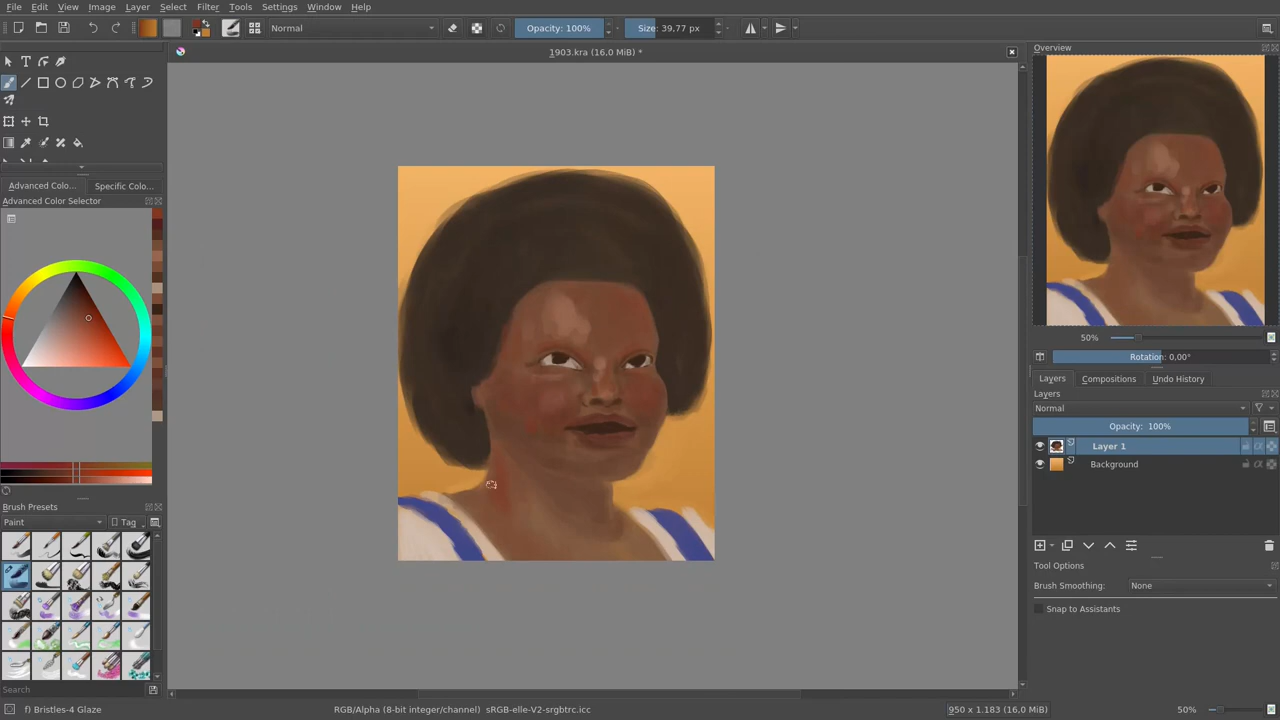 File Edit View Image Layer Select Filter Tools Settings Window Help
Normal Opacity: 100% Size: 39,77 px
1903.kra (16,0 MiB) *
Overview
Advanced Colo... Specific Colo...
Advanced Color Selector
50%
Rotation: 0,00°
Layers Compositions Undo History
Layers
Normal
Opacity: 100%
Layer 1
Background
Brush Presets
Paint Tag
Tool Options
Brush Smoothing: None
Snap to Assistants
Search
f) Bristles-4 Glaze RGB/Alpha (8-bit integer/channel) sRGB-elle-V2-srgbtrc.icc 950 x 1.183 (16,0 MiB) 50%